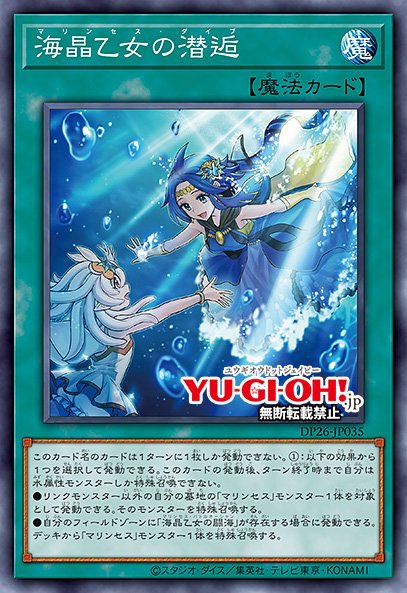 マリンセス・ダイブ
海晶乙女の潜逅
魔
【魔法カード】
ユウギオウドットジェイピー
YU-GI-OH!.jp
無断転載禁止
DP26-JP035
このカード名のカードは1ターンに1枚しか発動できない。①:以下の効果から
1つを選択して発動できる。このカードの発動後、ターン終了時まで自分は
水属性モンスターしか特殊召喚できない。
●リンクモンスター以外の自分の墓地の「マリンセス」モンスター1体を対象
として発動できる。そのモンスターを特殊召喚する。
●自分のフィールドゾーンに「海晶乙女の闘海」が存在する場合に発動できる。
デッキから「マリンセス」モンスター1体を特殊召喚する。
©スタジオ・ダイス/集英社・テレビ東京・KONAMI